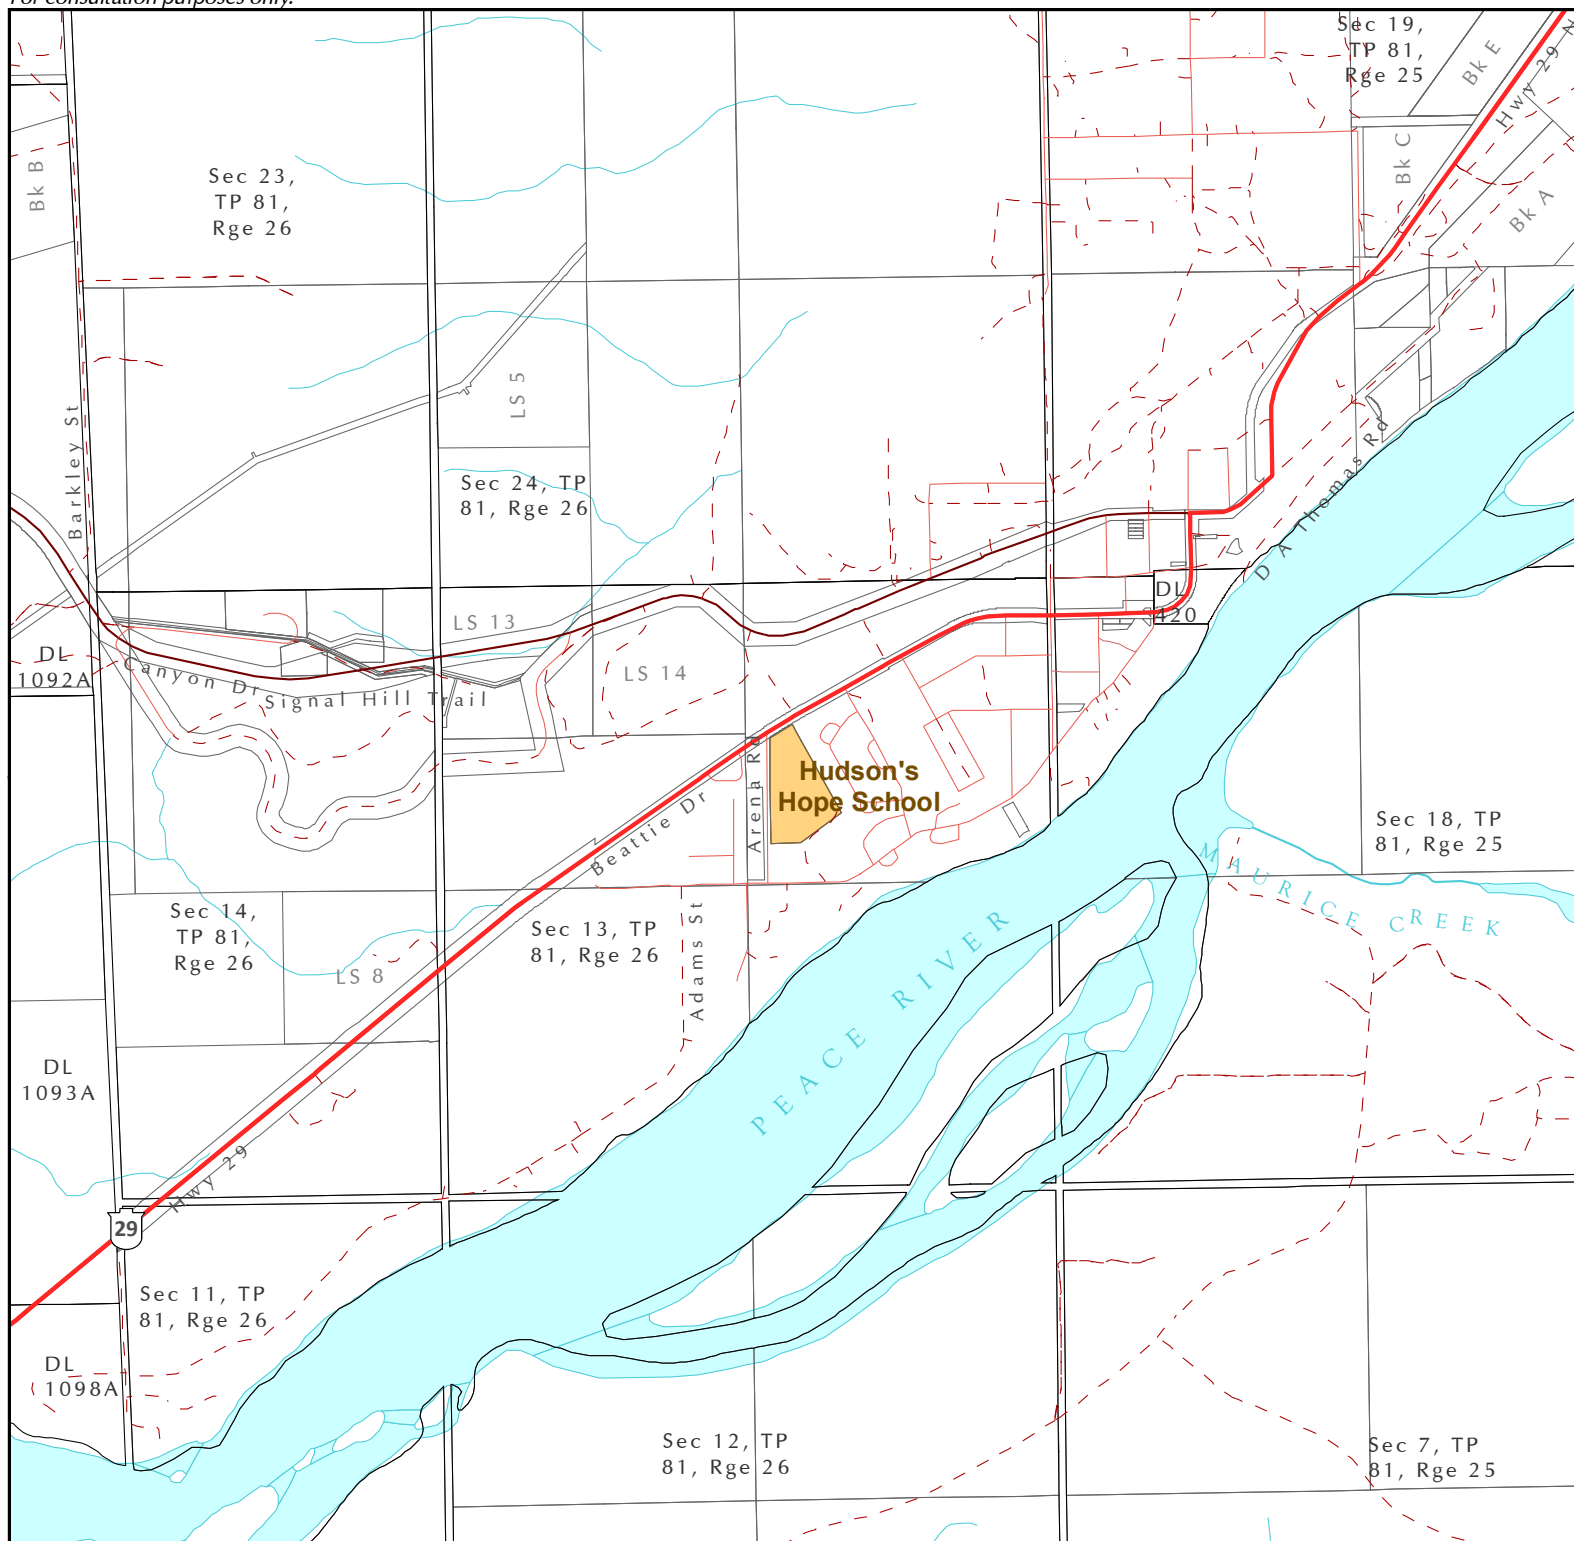 For consultation purposes only.
Sec 19,
TP 81,
Rge 25
Bk E
Hwy 29 N
Bk B
Sec 23,
TP 81,
Rge 26
Bk C
Bk A
LS 5
Barkley St
Sec 24, TP
81, Rge 26
D A Thomas Rd
DL
420
LS 13
DL
1092A
Canyon Dr
Signal Hill Trail
LS 14
Arena Rd
Hudson's
Hope School
Beattie Dr
Sec 18, TP
81, Rge 25
MAURICE CREEK
Sec 14,
TP 81,
Rge 26
LS 8
Sec 13, TP
81, Rge 26
Adams St
PEACE RIVER
DL
1093A
Hwy 29
29
Sec 11, TP
81, Rge 26
DL
1098A
Sec 12, TP
81, Rge 26
Sec 7, TP
81, Rge 25